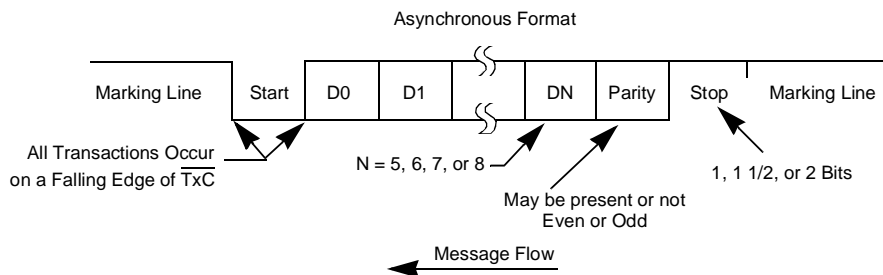 Asynchronous Format
Marking Line Start D0 D1 DN Parity Stop Marking Line
All Transactions Occur
on a Falling Edge of T̅x̅C̅
N = 5, 6, 7, or 8
May be present or not
Even or Odd
1, 1 1/2, or 2 Bits
Message Flow